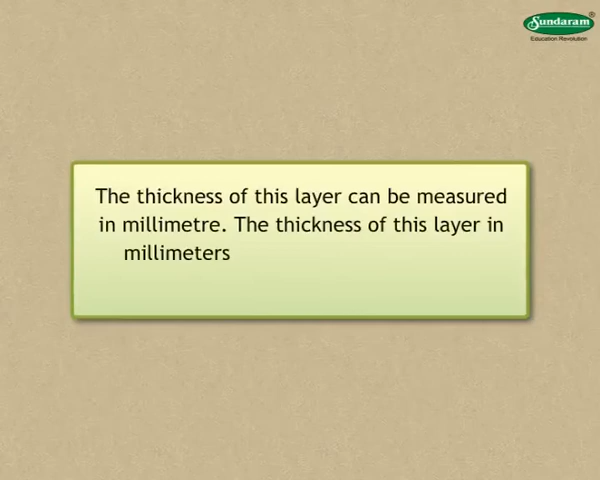 Sundaram®
Education Revolution
The thickness of this layer can be measured
in millimetre. The thickness of this layer in
millimeters